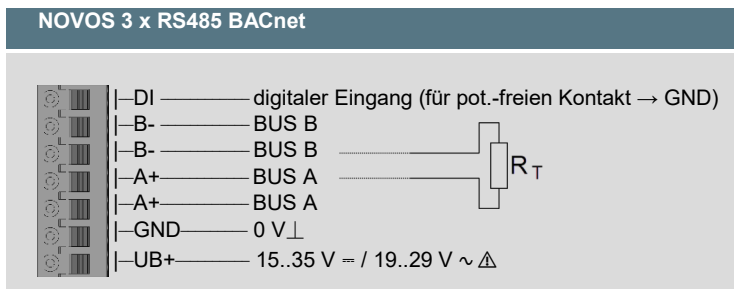 NOVOS 3 x RS485 BACnet
DI digitaler Eingang (für pot.-freien Kontakt → GND)
B- BUS B
B- BUS B
A+ BUS A
A+ BUS A
GND 0 V⊥
UB+ 15..35 V ⎓ / 19..29 V ~ ⚠
R T